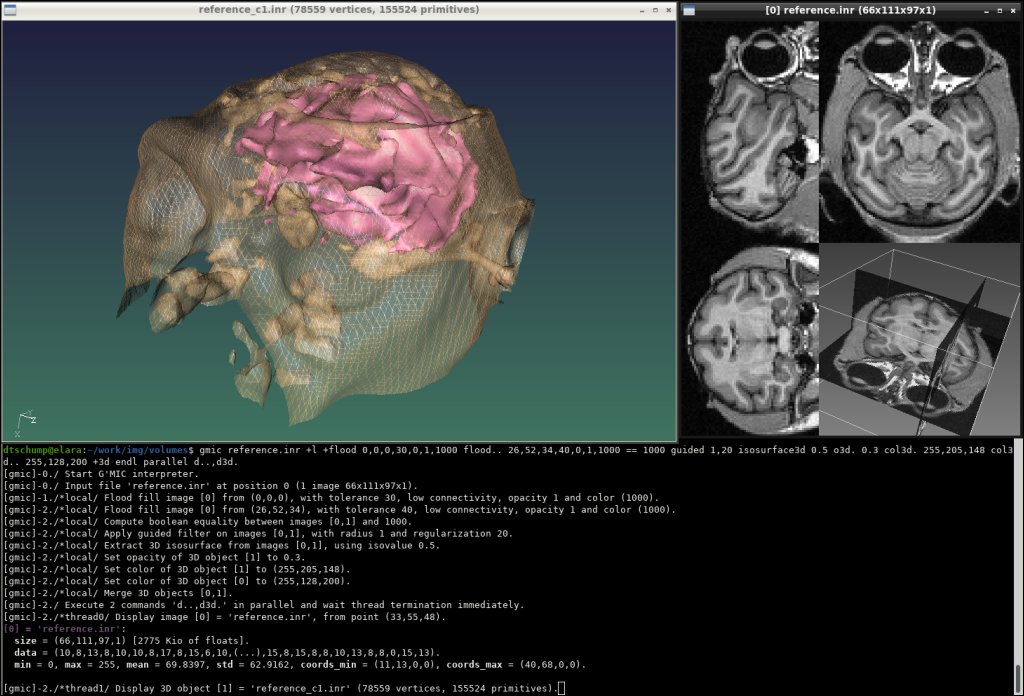 reference_c1.inr (78559 vertices, 155524 primitives)
[0] reference.inr (66x111x97x1)
X
Z
dtschump@elara:~/work/img/volumes$ gmic reference.inr +l +flood 0,0,0,30,0,1,1000 flood.. 26,52,34,40,0,1,1000 == 1000 guided 1,20 isosurface3d 0.5 o3d. 0.3 col3d. 255,205,148 col3
d.. 255,128,200 +3d endl parallel d..,d3d.
[gmic]-0./ Start G'MIC interpreter.
[gmic]-0./ Input file 'reference.inr' at position 0 (1 image 66x111x97x1).
[gmic]-1./*local/ Flood fill image [0] from (0,0,0), with tolerance 30, low connectivity, opacity 1 and color (1000).
[gmic]-2./*local/ Flood fill image [0] from (26,52,34), with tolerance 40, low connectivity, opacity 1 and color (1000).
[gmic]-2./*local/ Compute boolean equality between images [0,1] and 1000.
[gmic]-2./*local/ Apply guided filter on images [0,1], with radius 1 and regularization 20.
[gmic]-2./*local/ Extract 3D isosurface from images [0,1], using isovalue 0.5.
[gmic]-2./*local/ Set opacity of 3D object [1] to 0.3.
[gmic]-2./*local/ Set color of 3D object [1] to (255,205,148).
[gmic]-2./*local/ Set color of 3D object [0] to (255,128,200).
[gmic]-2./*local/ Merge 3D objects [0,1].
[gmic]-2./ Execute 2 commands 'd..,d3d.' in parallel and wait thread termination immediately.
[gmic]-2./*thread0/ Display image [0] = 'reference.inr', from point (33,55,48).
[0] = 'reference.inr':
size = (66,111,97,1) [2775 Kio of floats].
data = (10,8,13,8,10,10,8,17,8,15,6,10,(...),15,8,15,8,8,10,13,8,8,0,15,13).
min = 0, max = 255, mean = 69.8397, std = 62.9162, coords_min = (11,13,0,0), coords_max = (40,68,0,0).
[gmic]-2./*thread1/ Display 3D object [1] = 'reference_c1.inr' (78559 vertices, 155524 primitives).